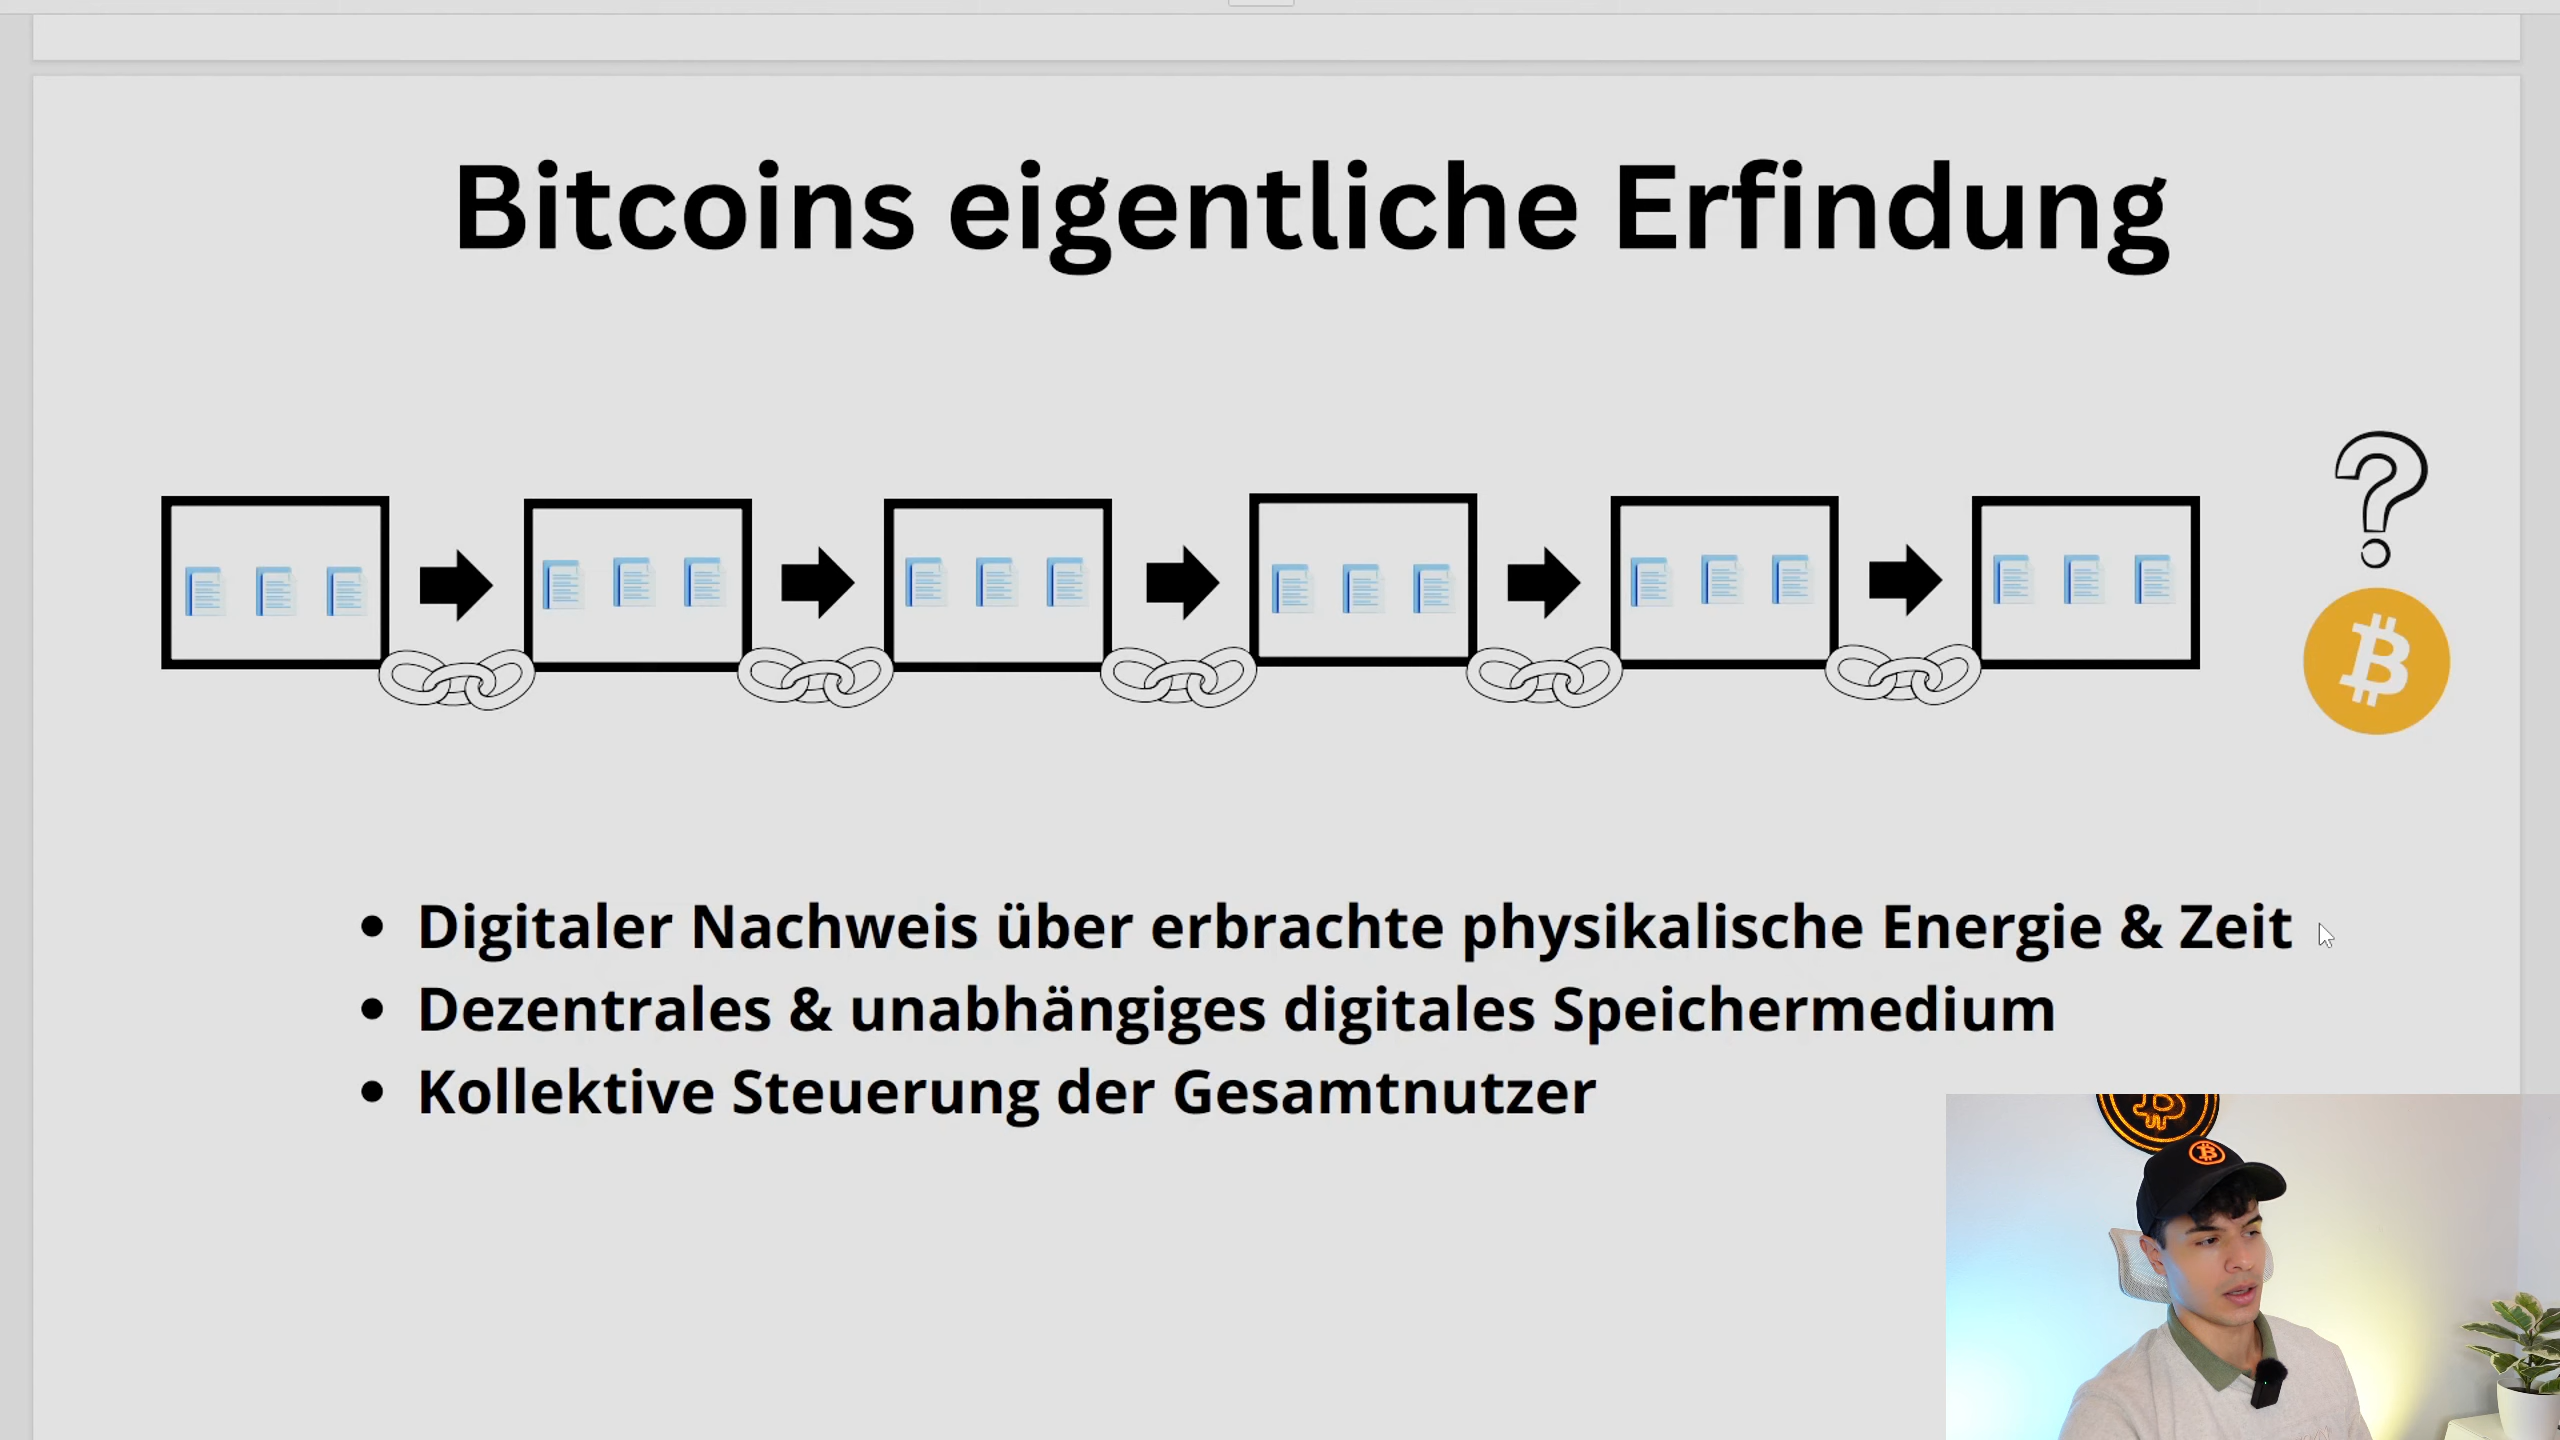 Bitcoins eigentliche Erfindung
• Digitaler Nachweis über erbrachte physikalische Energie & Zeit
• Dezentrales & unabhängiges digitales Speichermedium
• Kollektive Steuerung der Gesamtnutzer